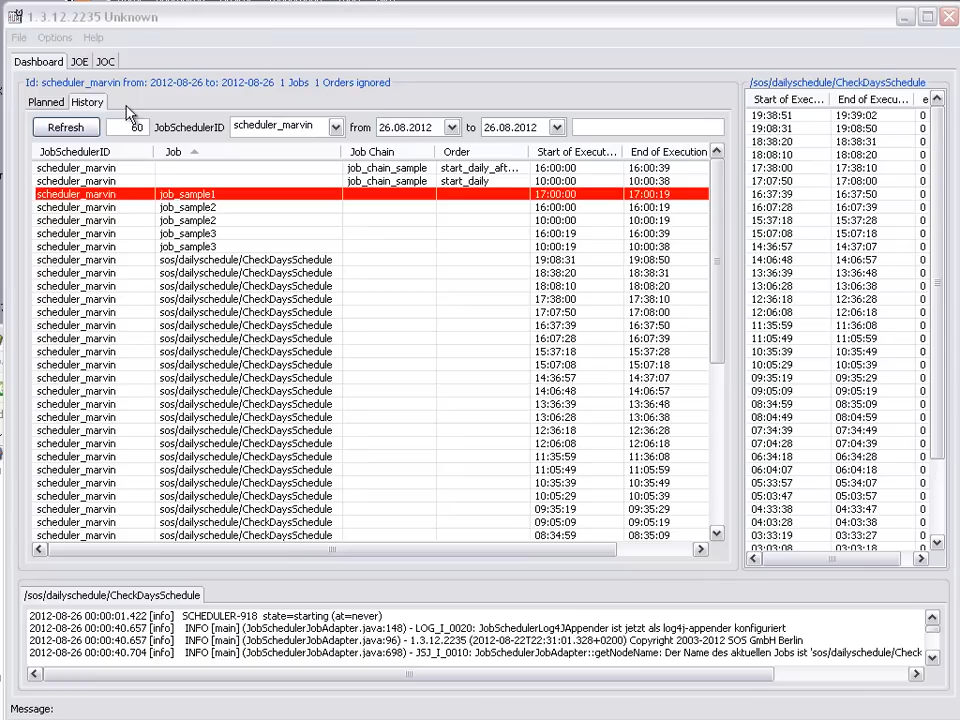 1.3.12.2235 Unknown
File Options Help
Dashboard JOE JOC
Id: scheduler_marvin from: 2012-08-26 to: 2012-08-26 1 Jobs 1 Orders ignored
Planned History
Refresh 60 JobSchedulerID scheduler_marvin from 26.08.2012 to 26.08.2012
JobSchedulerID Job Job Chain Order Start of Execut... End of Execution
scheduler_marvin job_chain_sample start_daily_aft... 16:00:00 16:00:39
scheduler_marvin job_chain_sample start_daily 10:00:00 10:00:38
scheduler_marvin job_sample1 17:00:00 17:00:19
scheduler_marvin job_sample2 16:00:00 16:00:19
scheduler_marvin job_sample2 10:00:00 10:00:19
scheduler_marvin job_sample3 16:00:19 16:00:39
scheduler_marvin job_sample3 10:00:19 10:00:38
scheduler_marvin sos/dailyschedule/CheckDaysSchedule 19:08:31 19:08:50
scheduler_marvin sos/dailyschedule/CheckDaysSchedule 18:38:20 18:38:31
scheduler_marvin sos/dailyschedule/CheckDaysSchedule 18:08:10 18:08:20
scheduler_marvin sos/dailyschedule/CheckDaysSchedule 17:38:00 17:38:10
scheduler_marvin sos/dailyschedule/CheckDaysSchedule 17:07:50 17:08:00
scheduler_marvin sos/dailyschedule/CheckDaysSchedule 16:37:39 16:37:50
scheduler_marvin sos/dailyschedule/CheckDaysSchedule 16:07:28 16:07:39
scheduler_marvin sos/dailyschedule/CheckDaysSchedule 15:37:18 15:37:28
scheduler_marvin sos/dailyschedule/CheckDaysSchedule 15:07:08 15:07:18
scheduler_marvin sos/dailyschedule/CheckDaysSchedule 14:36:57 14:37:07
scheduler_marvin sos/dailyschedule/CheckDaysSchedule 14:06:48 14:06:57
scheduler_marvin sos/dailyschedule/CheckDaysSchedule 13:36:39 13:36:48
scheduler_marvin sos/dailyschedule/CheckDaysSchedule 13:06:28 13:06:38
scheduler_marvin sos/dailyschedule/CheckDaysSchedule 12:36:18 12:36:28
scheduler_marvin sos/dailyschedule/CheckDaysSchedule 12:06:08 12:06:18
scheduler_marvin sos/dailyschedule/CheckDaysSchedule 11:35:59 11:36:08
scheduler_marvin sos/dailyschedule/CheckDaysSchedule 11:05:49 11:05:59
scheduler_marvin sos/dailyschedule/CheckDaysSchedule 10:35:39 10:35:49
scheduler_marvin sos/dailyschedule/CheckDaysSchedule 10:05:29 10:05:39
scheduler_marvin sos/dailyschedule/CheckDaysSchedule 09:35:19 09:35:29
scheduler_marvin sos/dailyschedule/CheckDaysSchedule 09:05:09 09:05:19
scheduler_marvin sos/dailyschedule/CheckDaysSchedule 08:34:59 08:35:09
/sos/dailyschedule/CheckDaysSchedule
Start of Exec... End of Execu... e
19:38:51 19:39:02 0
19:08:31 19:08:50 0
18:38:20 18:38:31 0
18:08:10 18:08:20 0
17:38:00 17:38:10 0
17:07:50 17:08:00 0
16:37:39 16:37:50 0
16:07:28 16:07:39 0
15:37:18 15:37:28 0
15:07:08 15:07:18 0
14:36:57 14:37:07 0
14:06:48 14:06:57 0
13:36:39 13:36:48 0
13:06:28 13:06:38 0
12:36:18 12:36:28 0
12:06:08 12:06:18 0
11:35:59 11:36:08 0
11:05:49 11:05:59 0
10:35:39 10:35:49 0
10:05:29 10:05:39 0
09:35:19 09:35:29 0
09:05:09 09:05:19 0
08:34:59 08:35:09 0
08:04:49 08:04:59 0
07:34:39 07:34:49 0
07:04:28 07:04:39 0
06:34:18 06:34:28 0
06:04:07 06:04:18 0
05:33:57 05:34:07 0
05:03:47 05:03:57 0
04:33:38 04:33:47 0
04:03:28 04:03:38 0
03:33:19 03:33:27 0
03:03:08 03:03:18 0
/sos/dailyschedule/CheckDaysSchedule
2012-08-26 00:00:01.422 [info] SCHEDULER-918 state=starting (at=never)
2012-08-26 00:00:40.657 [info] INFO [main] (JobSchedulerJobAdapter.java:148) - LOG_I_0020: JobSchedulerLog4JAppender ist jetzt als log4j-appender konfiguriert
2012-08-26 00:00:40.657 [info] INFO [main] (JobSchedulerJobAdapter.java:96) - 1.3.12.2235 (2012-08-22T22:31:01.328+0200) Copyright 2003-2012 SOS GmbH Berlin
2012-08-26 00:00:40.704 [info] INFO [main] (JobSchedulerJobAdapter.java:698) - JSJ_I_0010: JobSchedulerJobAdapter::getNodeName: Der Name des aktuellen Jobs ist 'sos/dailyschedule/Check
Message: